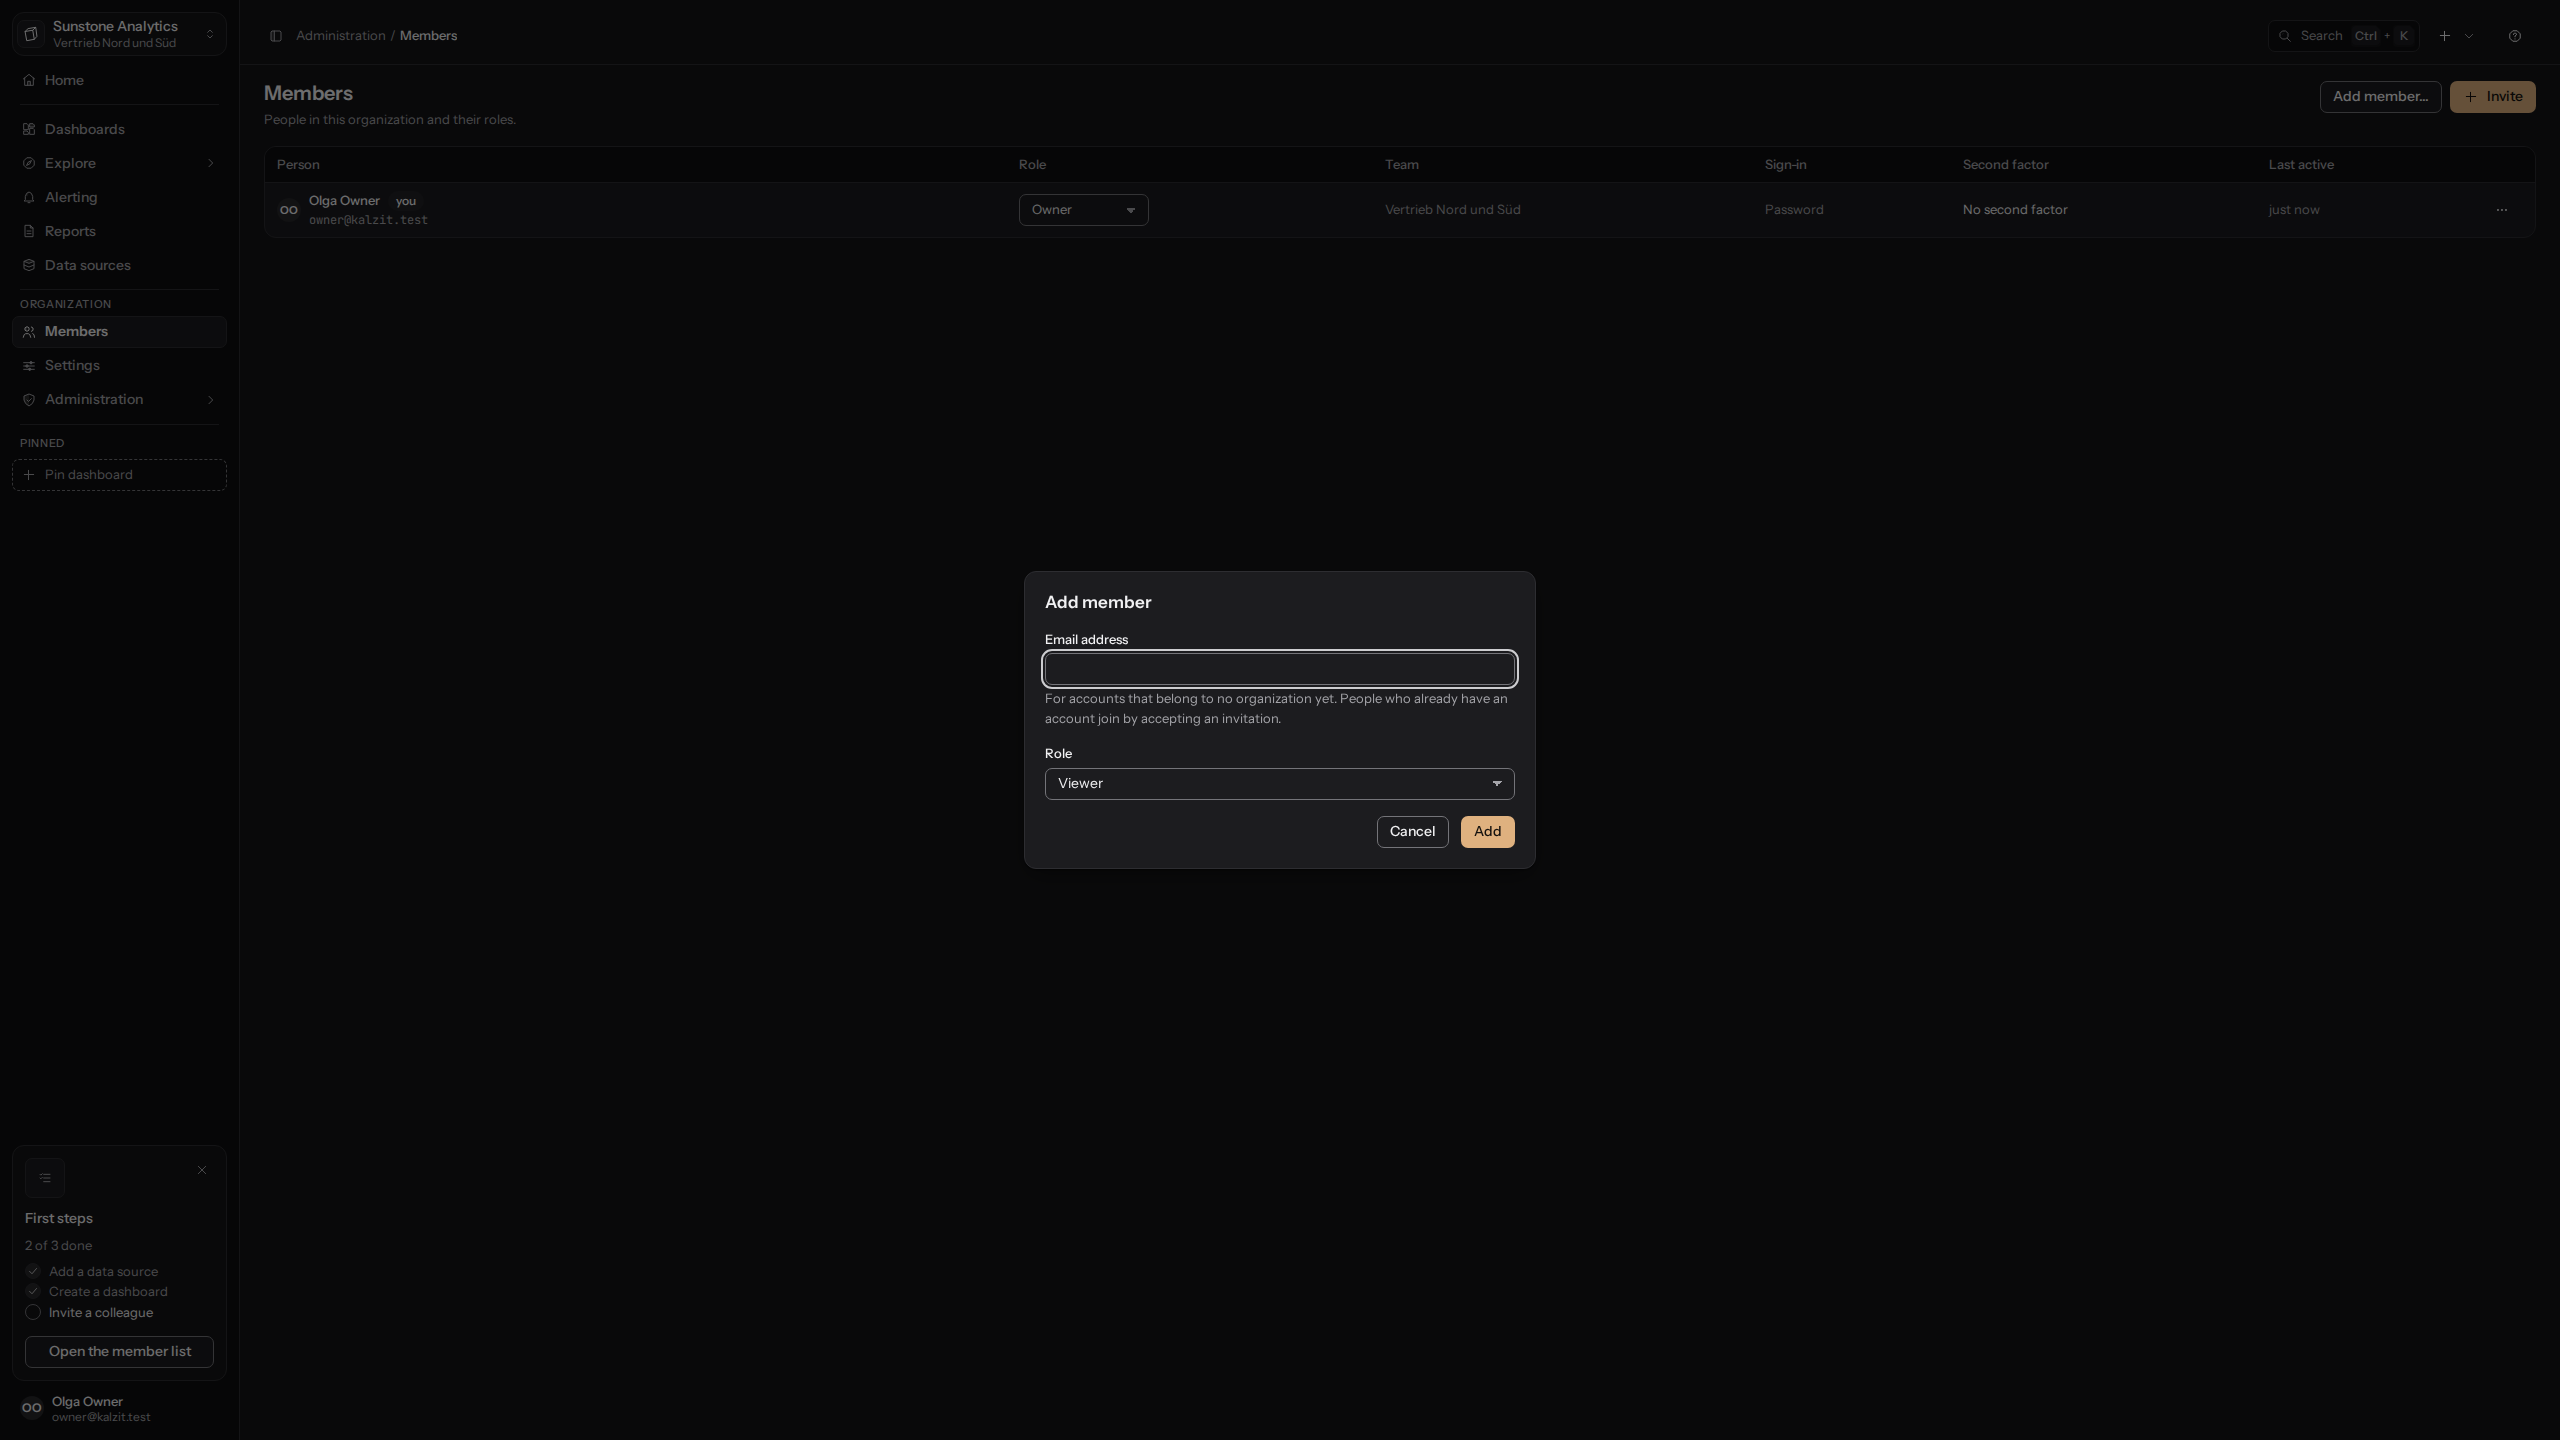 Sunstone Analytics
Vertrieb Nord und Süd
Home
Dashboards
Explore
Alerting
Reports
Data sources
ORGANIZATION
Members
Settings
Administration
PINNED
Pin dashboard
First steps
2 of 3 done
Add a data source
Create a dashboard
Invite a colleague
Open the member list
OO
Olga Owner
owner@kalzit.test
Administration / Members
Search Ctrl + K
Members
People in this organization and their roles.
Add member...
Invite
Person Role Team Sign-in Second factor Last active
OO Olga Owner you Owner Vertrieb Nord und Süd Password No second factor just now
owner@kalzit.test
Add member
Email address
For accounts that belong to no organization yet. People who already have an
account join by accepting an invitation.
Role
Viewer
Cancel Add